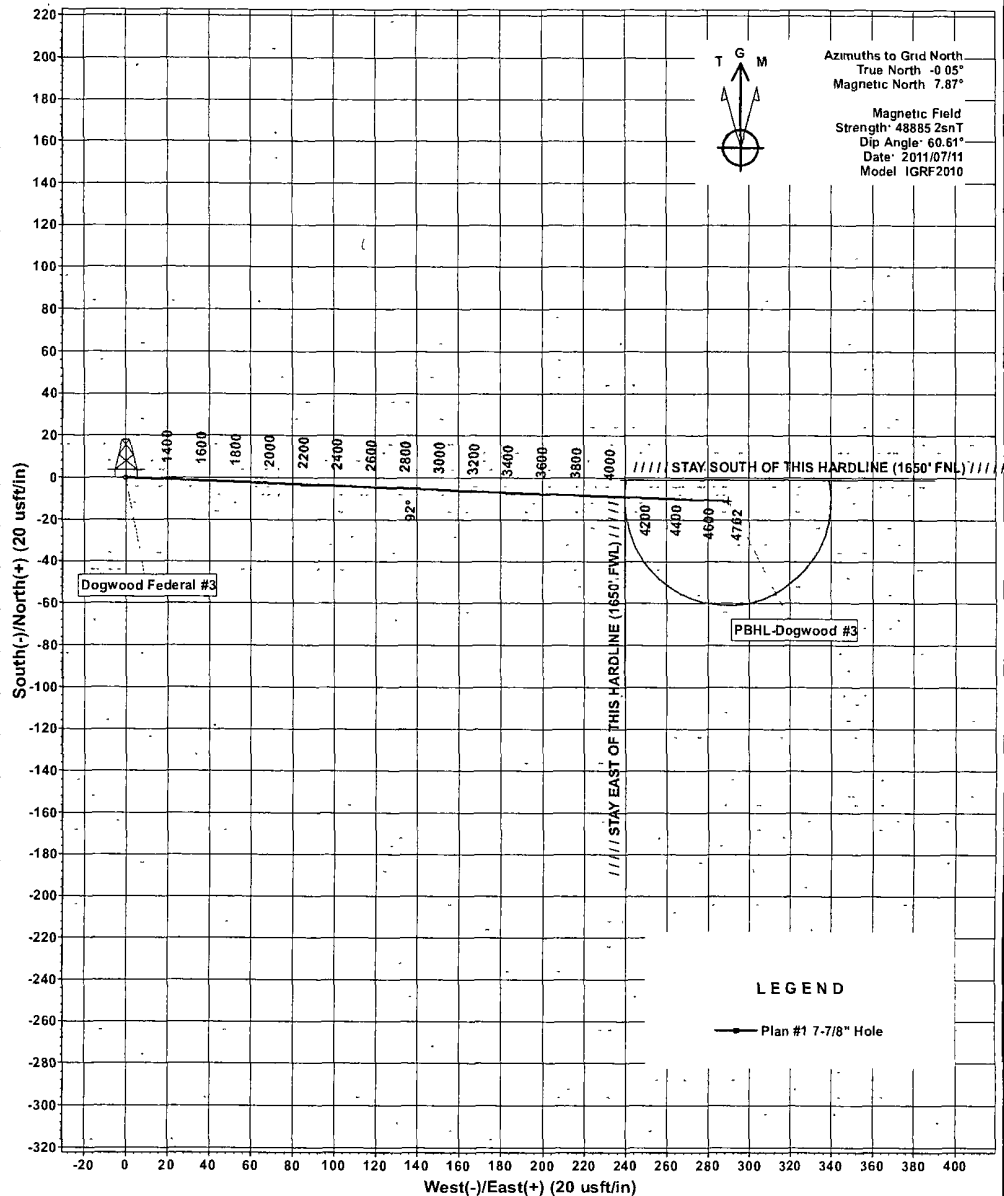 T G M
Azimuths to Grid North
True North -0 05°
Magnetic North 7.87°
Magnetic Field
Strength· 48885 2snT
Dip Angle· 60.61°
Date· 2011/07/11
Model IGRF2010
South(-)/North(+) (20 usft/in)
220
200
180
160
140
120
100
80
60
40
20
0
-20
-40
-60
-80
-100
-120
-140
-160
-180
-200
-220
-240
-260
-280
-300
-320
1400 1600 1800 2000 2200 2400 2600 2800 3000 3200 3400 3600 3800 4000
///// STAY SOUTH OF THIS HARDLINE (1650' FNL) /////
92°
4200 4400 4600 4762
///// STAY EAST OF THIS HARDLINE (1650'. FWL) /////
Dogwood Federal #3
PBHL-Dogwood #3
LEGEND
Plan #1 7-7/8" Hole
-20 0 20 40 60 80 100 120 140 160 180 200 220 240 260 280 300 320 340 360 380 400
West(-)/East(+) (20 usft/in)